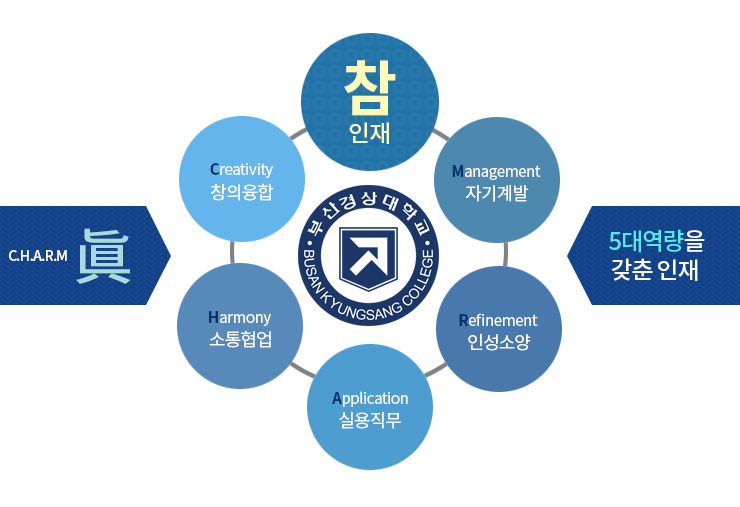 참
인재
Creativity
창의융합
Management
자기계발
C.H.A.R.M
眞
부산경상대학교
BUSAN KYUNGSANG COLLEGE
5대역량을
갖춘 인재
Harmony
소통협업
Refinement
인성소양
Application
실용직무